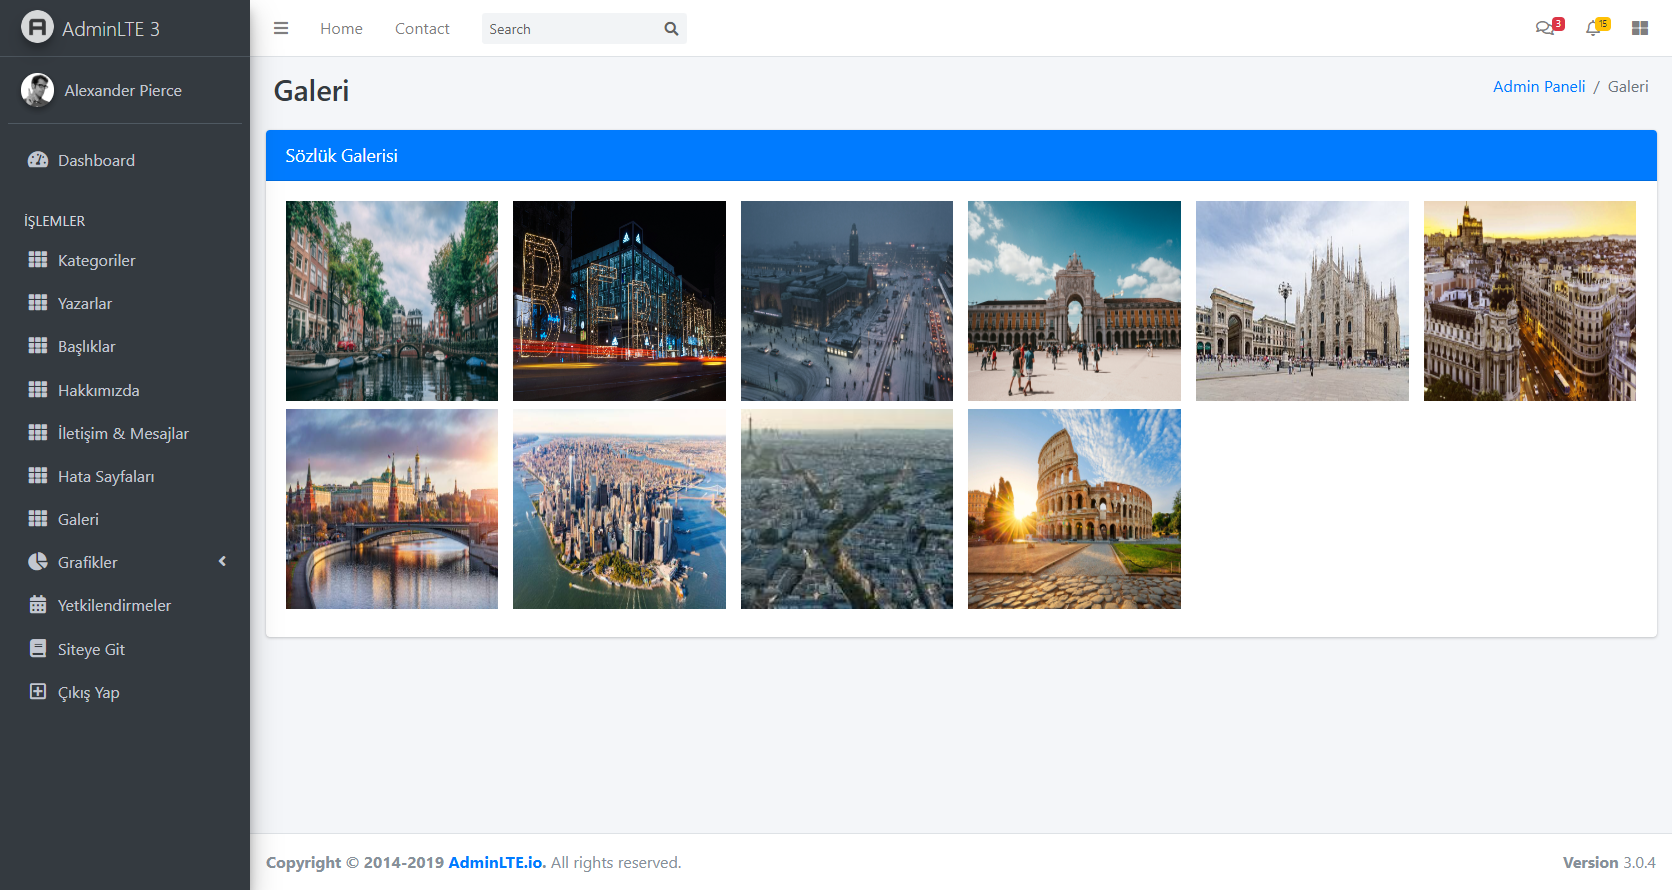 AdminLTE 3
Home
Contact
Search
3
15
Alexander Pierce
Galeri
Admin Paneli / Galeri
Dashboard
Sözlük Galerisi
İŞLEMLER
Kategoriler
Yazarlar
Başlıklar
Hakkımızda
İletişim & Mesajlar
Hata Sayfaları
Galeri
Grafikler
Yetkilendirmeler
Siteye Git
Çıkış Yap
BERLIN
Copyright © 2014-2019 AdminLTE.io. All rights reserved.
Version 3.0.4